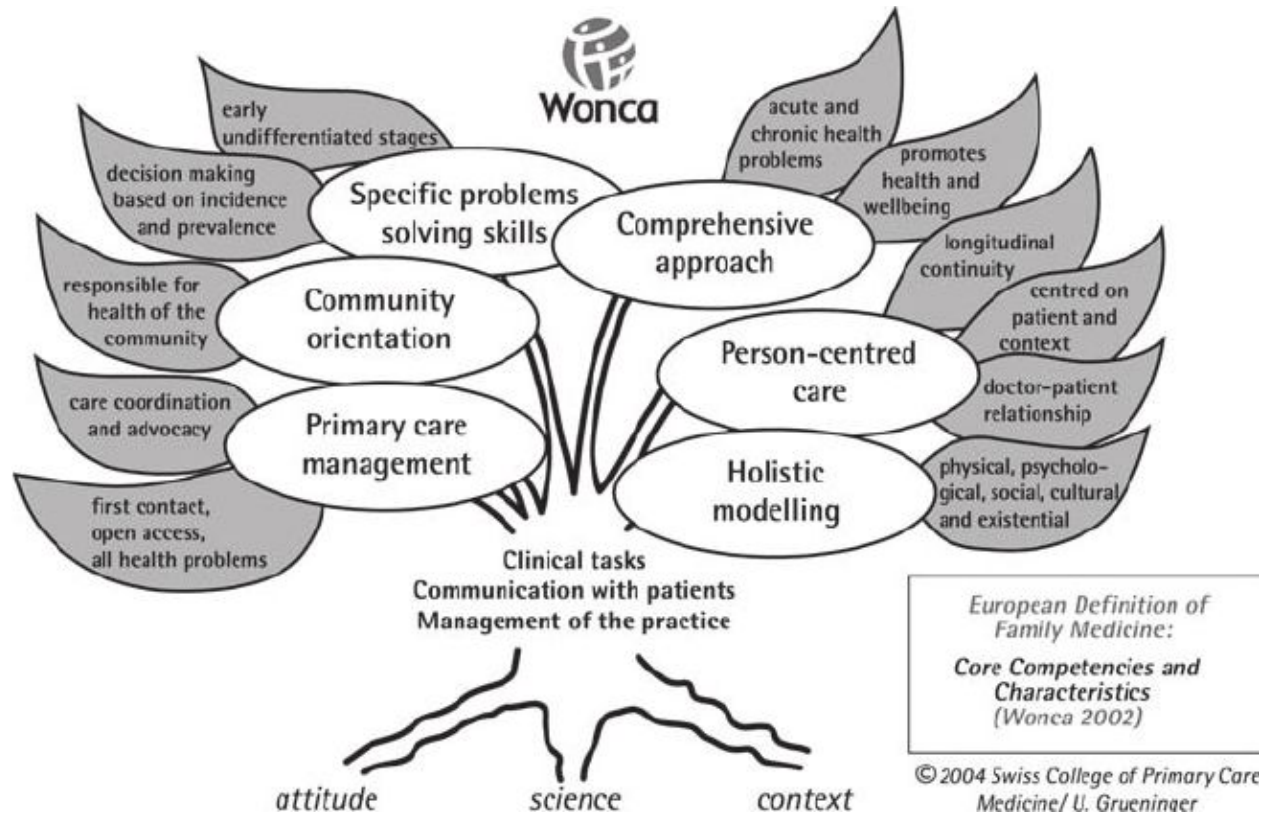 Wonca
early
undifferentiated stages
decision making
based on incidence
and prevalence
responsible for
health of the
community
care coordination
and advocacy
first contact,
open access,
all health problems
Specific problems
solving skills
Community
orientation
Primary care
management
Comprehensive
approach
Person-centred
care
Holistic
modelling
acute and
chronic health
problems
promotes
health and
wellbeing
longitudinal
continuity
centred on
patient and
context
doctor-patient
relationship
physical, psycholo-
gical, social, cultural
and existential
Clinical tasks
Communication with patients
Management of the practice
attitude
science
context
European Definition of
Family Medicine:
Core Competencies and
Characteristics
(Wonca 2002)
© 2004 Swiss College of Primary Care
Medicine/ U. Grueninger